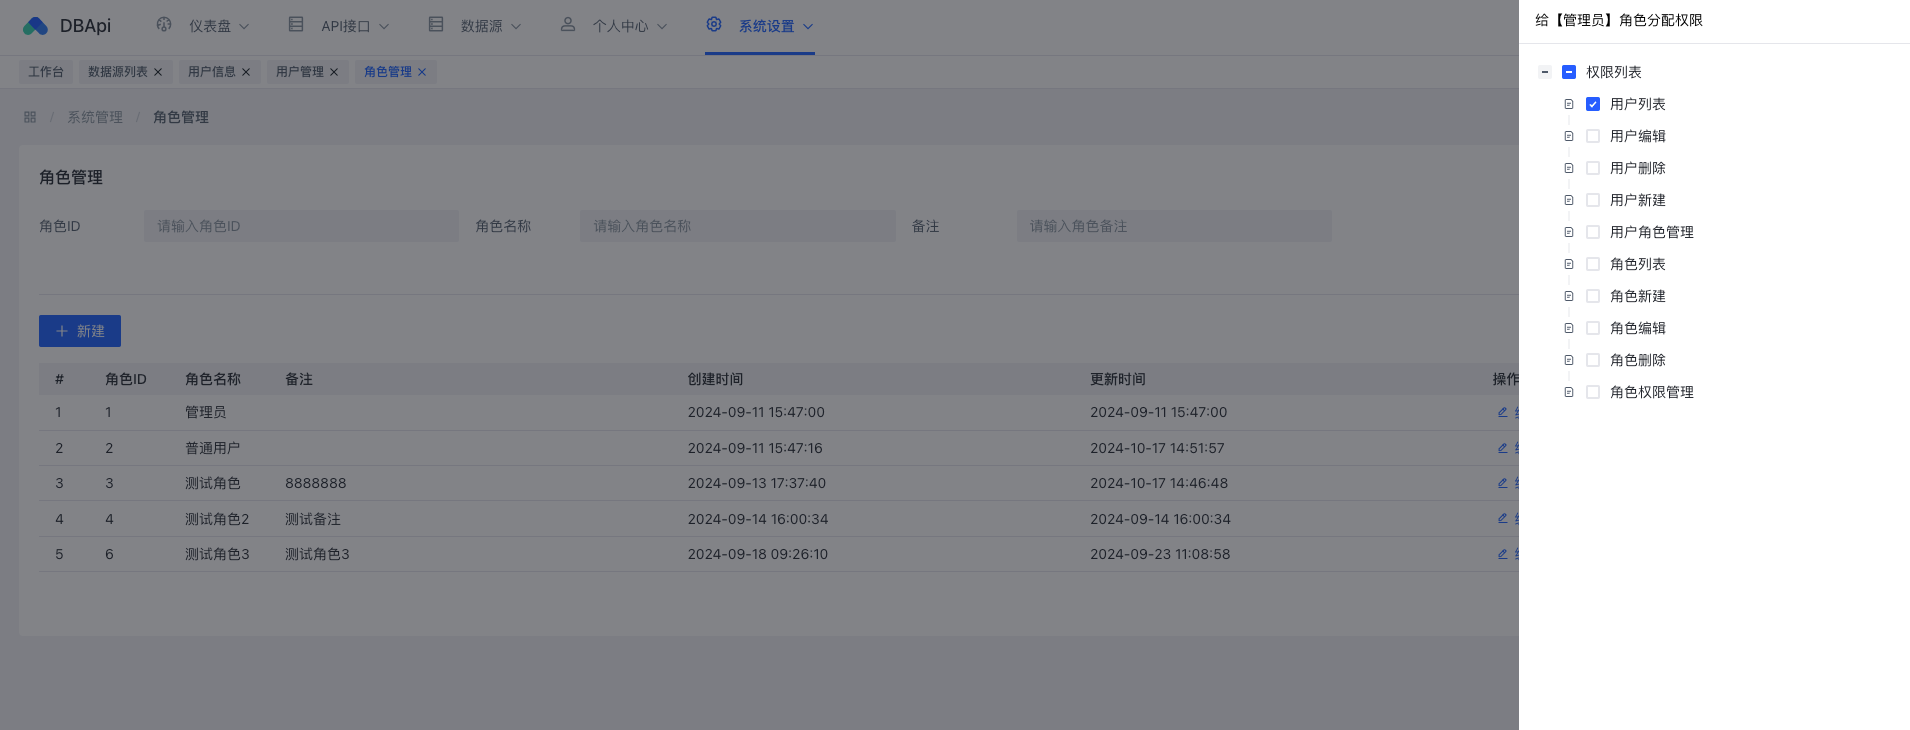 DBApi 仪表盘 API接口 数据源 个人中心 系统设置
工作台 数据源列表 用户信息 用户管理 角色管理
/ 系统管理 / 角色管理
角色管理
角色ID 请输入角色ID 角色名称 请输入角色名称 备注 请输入角色备注
新建
# 角色ID 角色名称 备注 创建时间 更新时间 操作
1 1 管理员 2024-09-11 15:47:00 2024-09-11 15:47:00
2 2 普通用户 2024-09-11 15:47:16 2024-10-17 14:51:57
3 3 测试角色 8888888 2024-09-13 17:37:40 2024-10-17 14:46:48
4 4 测试角色2 测试备注 2024-09-14 16:00:34 2024-09-14 16:00:34
5 6 测试角色3 测试角色3 2024-09-18 09:26:10 2024-09-23 11:08:58
给【管理员】角色分配权限
权限列表
用户列表
用户编辑
用户删除
用户新建
用户角色管理
角色列表
角色新建
角色编辑
角色删除
角色权限管理